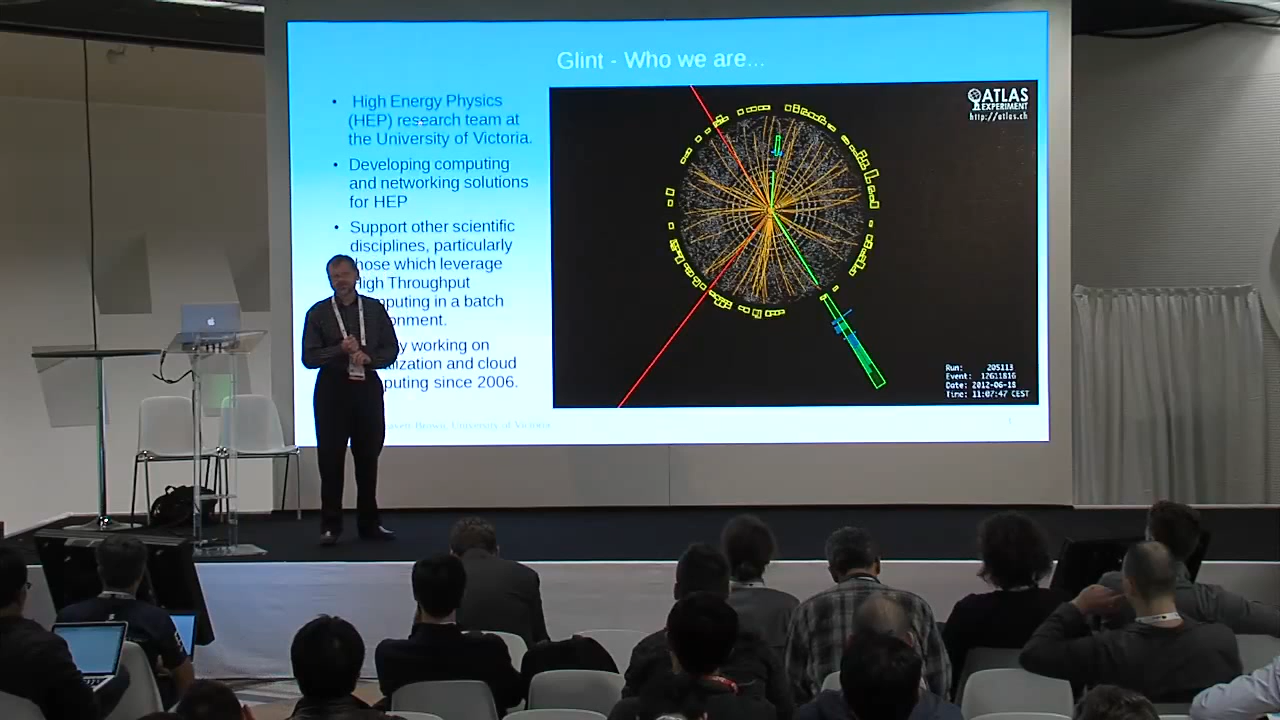 Glint - Who we are...
• High Energy Physics
(HEP) research team at
the University of Victoria.
• Developing computing
and networking solutions
for HEP
• Support other scientific
disciplines, particularly
those which leverage
High Throughput
computing in a batch
working on
and cloud
since 2006.
University of Victoria
ATLAS
EXPERIMENT
http://atlas.ch
Run: 205113
Event: 12611816
Date: 2012-06-18
Time: 11:07:47 CEST